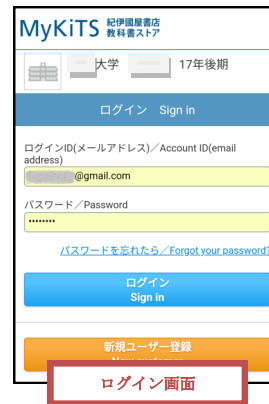 MyKiTS 紀伊國屋書店
教科書ストア
大学 17年後期
ログイン Sign in
ログインID(メールアドレス)／Account ID(email
address)
@gmail.com
パスワード／Password
••••••••
パスワードを忘れたら／Forgot your password?
ログイン
Sign in
新規ユーザー登録
ログイン画面